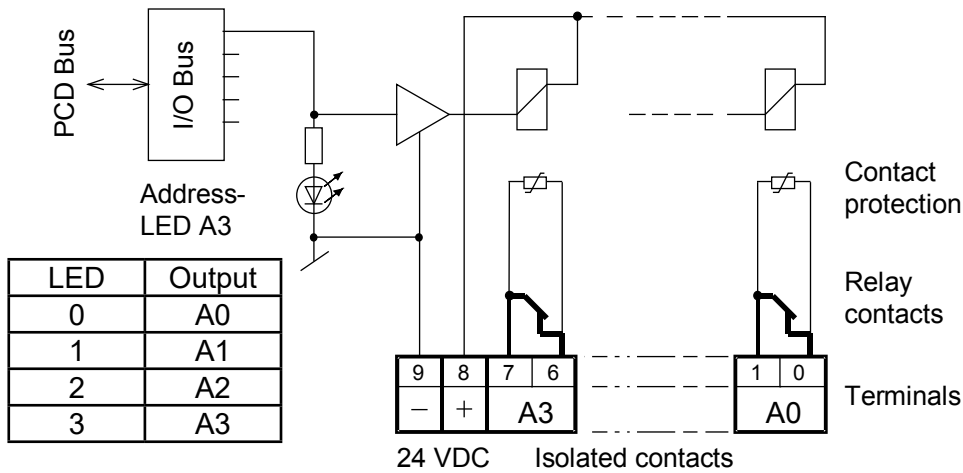 PCD Bus
I/O Bus
Address-
LED A3
Contact
protection
Relay
contacts
LED Output
0 A0
1 A1
2 A2
3 A3
9 8 7 6 1 0
− + A3 A0
Terminals
24 VDC Isolated contacts